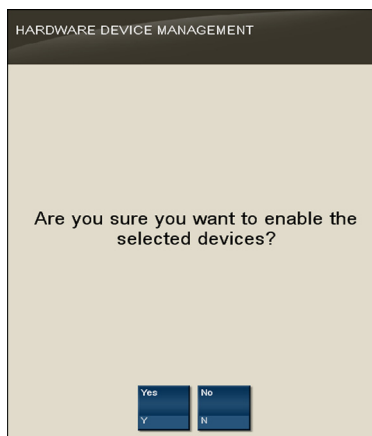 HARDWARE DEVICE MANAGEMENT
Are you sure you want to enable the
selected devices?
Yes No
Y N